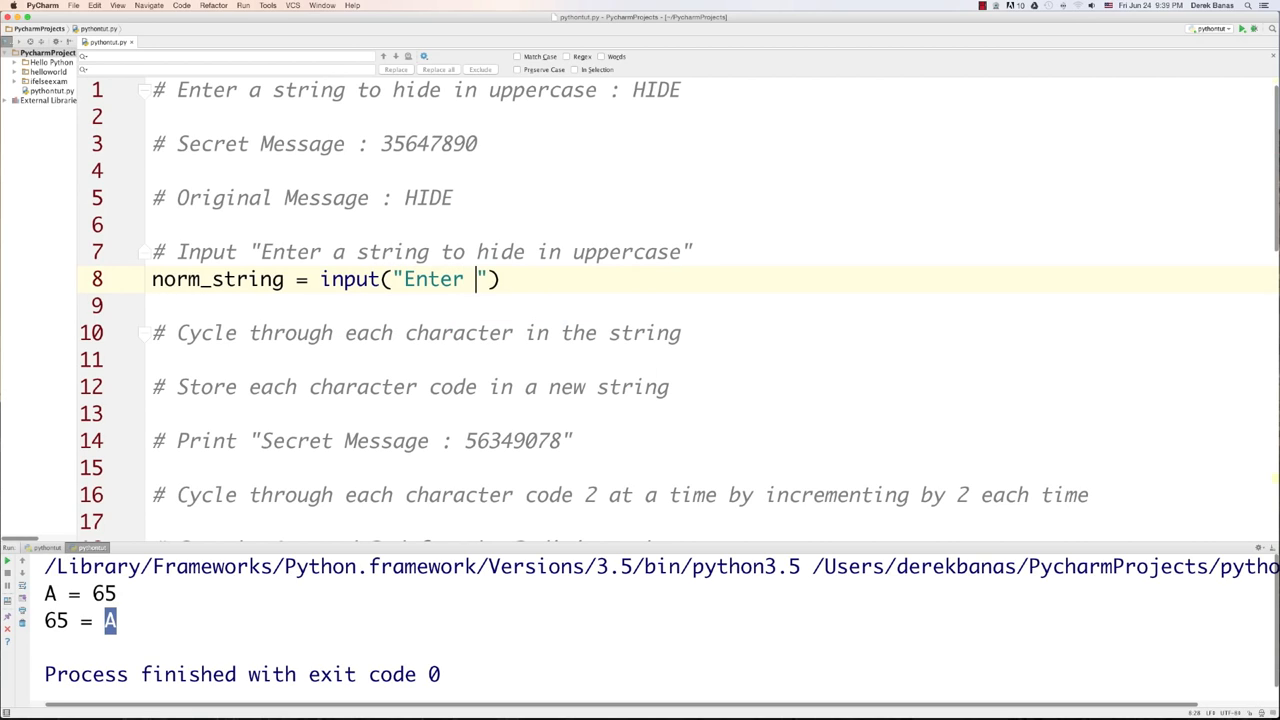 PyCharm File Edit View Navigate Code Refactor Run Tools VCS Window Help Fri Jun 24 9:39 PM Derek Banas
pythontut.py - PycharmProjects - [~/PycharmProjects]
PycharmProjects pythontut.py pythontut
pythontut.py
Match Case Regex Words
Replace Replace all Exclude Preserve Case In Selection
PycharmProject
Hello Python
helloworld
ifelseexam
pythontut.py
External Librarie
1 # Enter a string to hide in uppercase : HIDE
2
3 # Secret Message : 35647890
4
5 # Original Message : HIDE
6
7 # Input "Enter a string to hide in uppercase"
8 norm_string = input("Enter ")
9
10 # Cycle through each character in the string
11
12 # Store each character code in a new string
13
14 # Print "Secret Message : 56349078"
15
16 # Cycle through each character code 2 at a time by incrementing by 2 each time
17
Run: pythontut pythontut
/Library/Frameworks/Python.framework/Versions/3.5/bin/python3.5 /Users/derekbanas/PycharmProjects/pytho
A = 65
65 = A
Process finished with exit code 0
8:28 LF÷ UTF-8÷